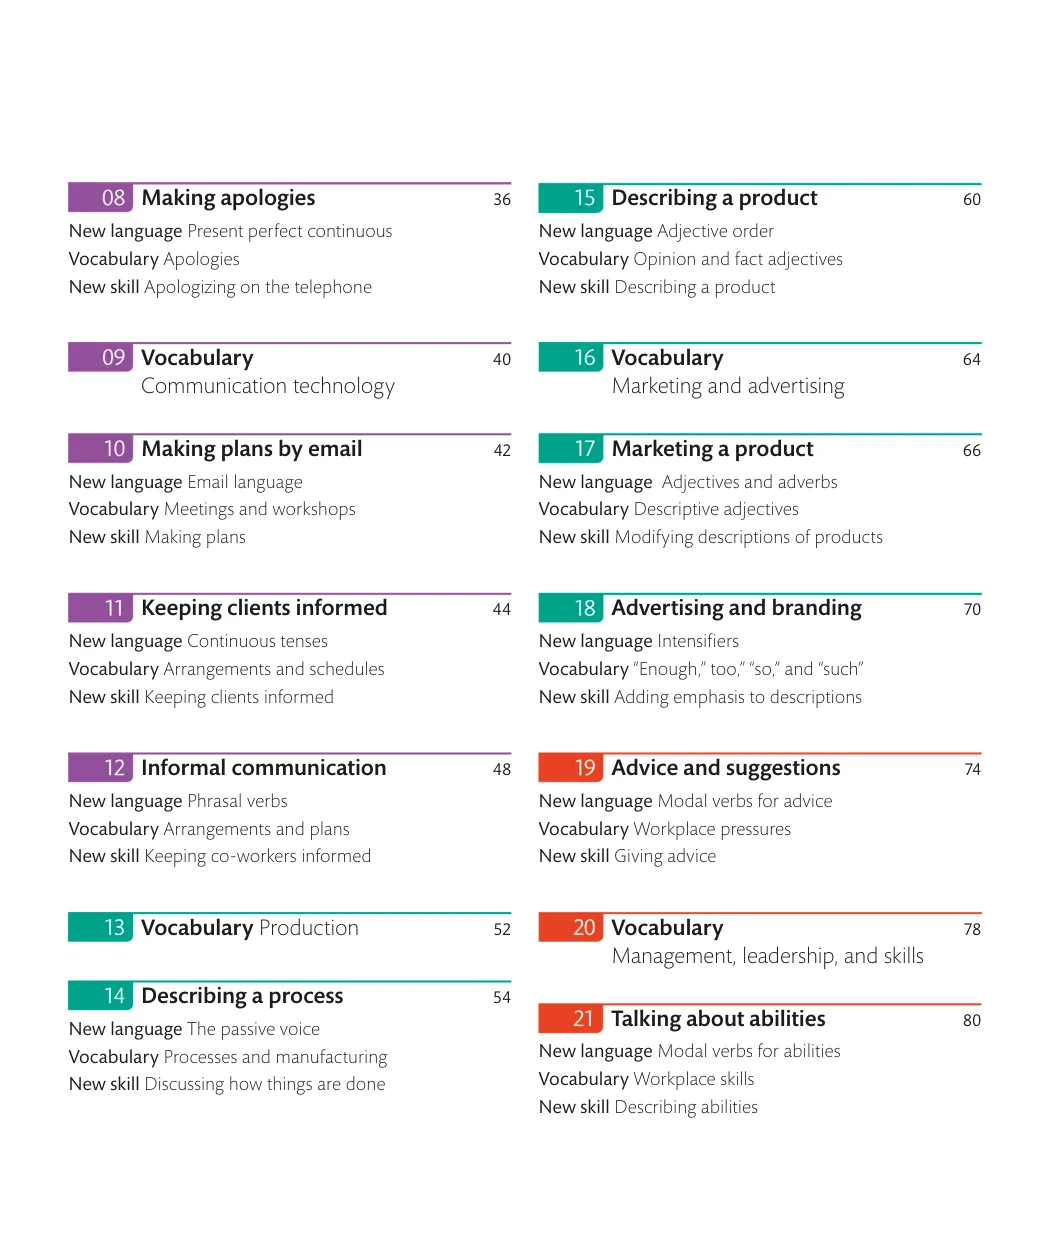 08 Making apologies 36
New language Present perfect continuous
Vocabulary Apologies
New skill Apologizing on the telephone
09 Vocabulary 40
Communication technology
10 Making plans by email 42
New language Email language
Vocabulary Meetings and workshops
New skill Making plans
11 Keeping clients informed 44
New language Continuous tenses
Vocabulary Arrangements and schedules
New skill Keeping clients informed
12 Informal communication 48
New language Phrasal verbs
Vocabulary Arrangements and plans
New skill Keeping co-workers informed
13 Vocabulary Production 52
14 Describing a process 54
New language The passive voice
Vocabulary Processes and manufacturing
New skill Discussing how things are done
15 Describing a product 60
New language Adjective order
Vocabulary Opinion and fact adjectives
New skill Describing a product
16 Vocabulary 64
Marketing and advertising
17 Marketing a product 66
New language Adjectives and adverbs
Vocabulary Descriptive adjectives
New skill Modifying descriptions of products
18 Advertising and branding 70
New language Intensifiers
Vocabulary “Enough,” too,” “so,” and “such”
New skill Adding emphasis to descriptions
19 Advice and suggestions 74
New language Modal verbs for advice
Vocabulary Workplace pressures
New skill Giving advice
20 Vocabulary 78
Management, leadership, and skills
21 Talking about abilities 80
New language Modal verbs for abilities
Vocabulary Workplace skills
New skill Describing abilities